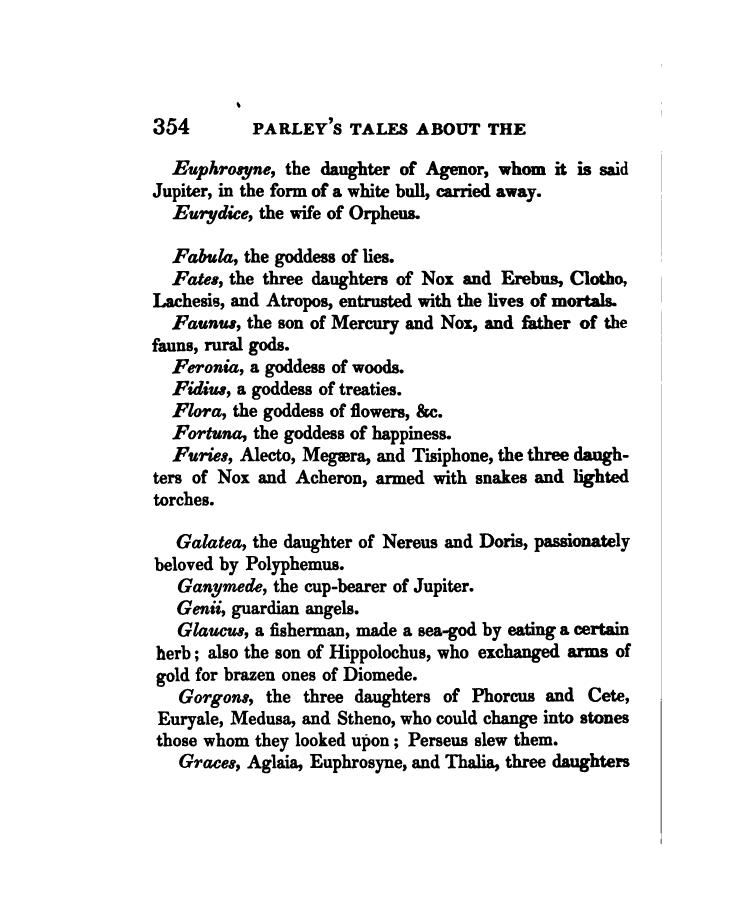 354 PARLEY'S TALES ABOUT THE
Euphrosyne, the daughter of Agenor, whom it is said
Jupiter, in the form of a white bull, carried away.
Eurydice, the wife of Orpheus.
Fabula, the goddess of lies.
Fates, the three daughters of Nox and Erebus, Clotho,
Lachesis, and Atropos, entrusted with the lives of mortals.
Faunus, the son of Mercury and Nox, and father of the
fauns, rural gods.
Feronia, a goddess of woods.
Fidius, a goddess of treaties.
Flora, the goddess of flowers, &c.
Fortuna, the goddess of happiness.
Furies, Alecto, Megæra, and Tisiphone, the three daugh-
ters of Nox and Acheron, armed with snakes and lighted
torches.
Galatea, the daughter of Nereus and Doris, passionately
beloved by Polyphemus.
Ganymede, the cup-bearer of Jupiter.
Genii, guardian angels.
Glaucus, a fisherman, made a sea-god by eating a certain
herb; also the son of Hippolochus, who exchanged arms of
gold for brazen ones of Diomede.
Gorgons, the three daughters of Phorcus and Cete,
Euryale, Medusa, and Stheno, who could change into stones
those whom they looked upon; Perseus slew them.
Graces, Aglaia, Euphrosyne, and Thalia, three daughters